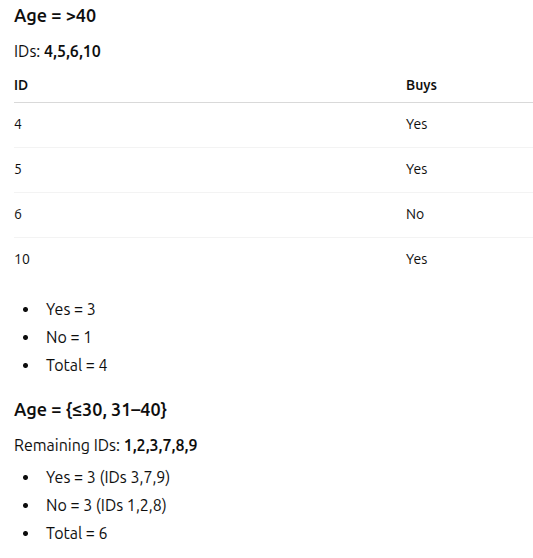 Age = >40
IDs: 4,5,6,10
ID Buys
4 Yes
5 Yes
6 No
10 Yes
• Yes = 3
• No = 1
• Total = 4
Age = {≤30, 31–40}
Remaining IDs: 1,2,3,7,8,9
• Yes = 3 (IDs 3,7,9)
• No = 3 (IDs 1,2,8)
• Total = 6